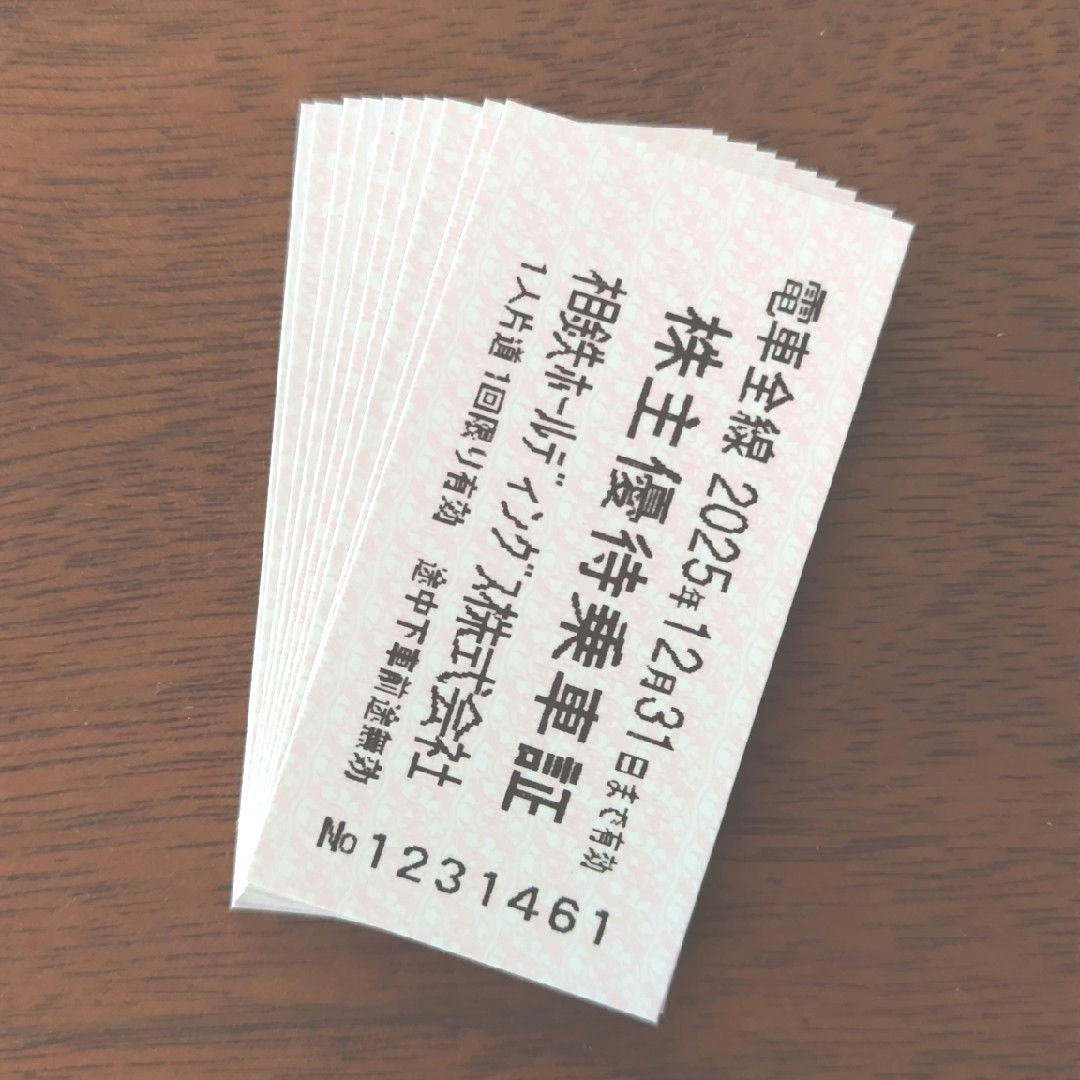 電車全線 2025年12月31日まで有効
株主優待乗車証
相鉄ホールディングス株式会社
1人片道1回限り有効 途中下車前途無効
№1231461